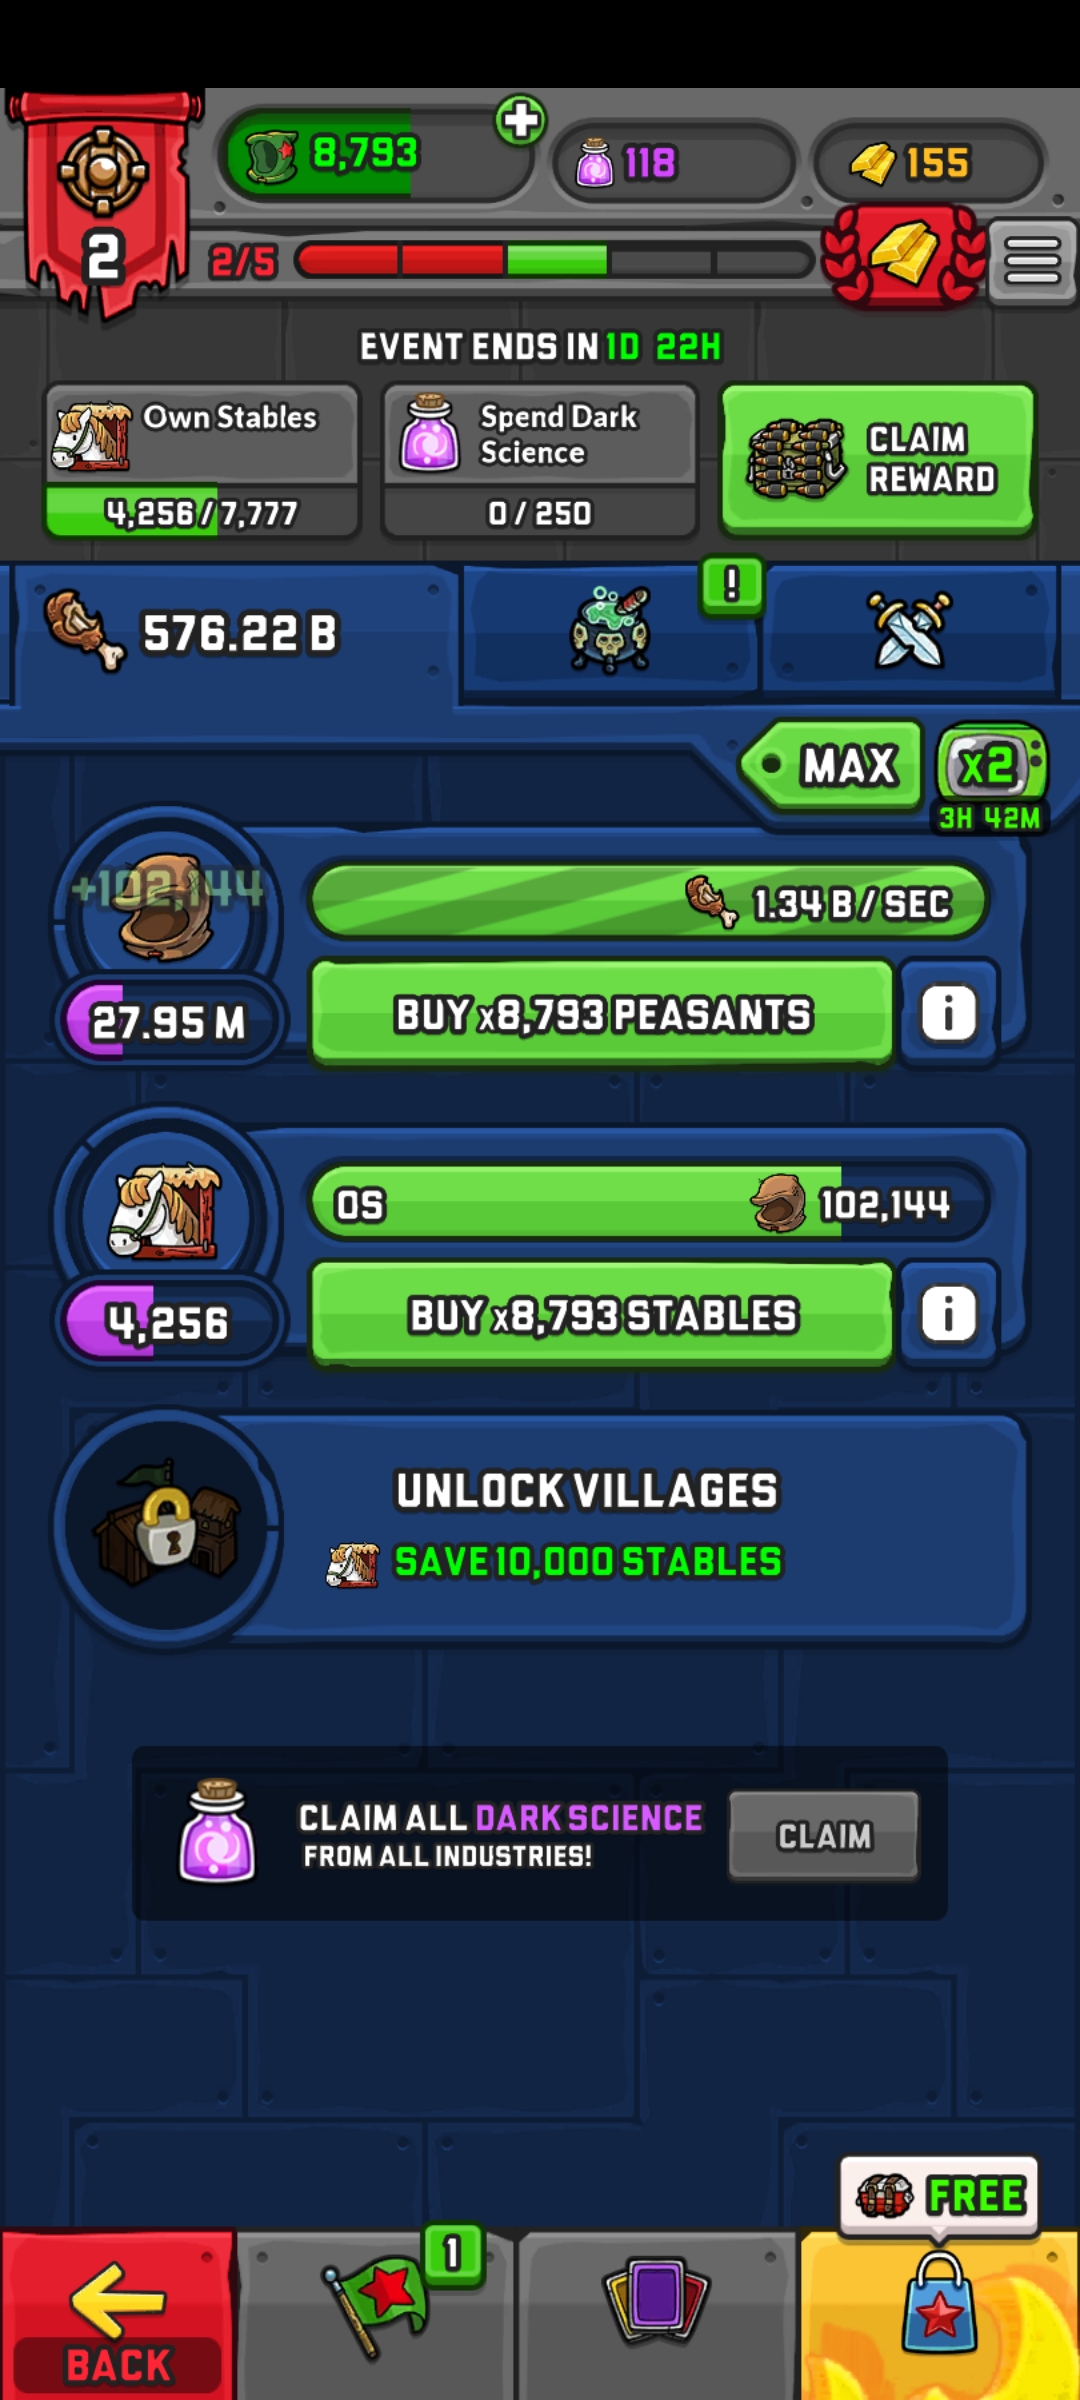 8,793
118
155
2
2/5
EVENT ENDS IN 1D 22H
Own Stables
4,256/7,777
Spend Dark
Science
0/250
CLAIM
REWARD
576.22 B
!
MAX
x2
3H 42M
+102,144
1.34 B/SEC
27.95 M
BUY x8,793 PEASANTS
i
0S
102,144
4,256
BUY x8,793 STABLES
i
UNLOCK VILLAGES
SAVE 10,000 STABLES
CLAIM ALL DARK SCIENCE
FROM ALL INDUSTRIES!
CLAIM
FREE
1
BACK